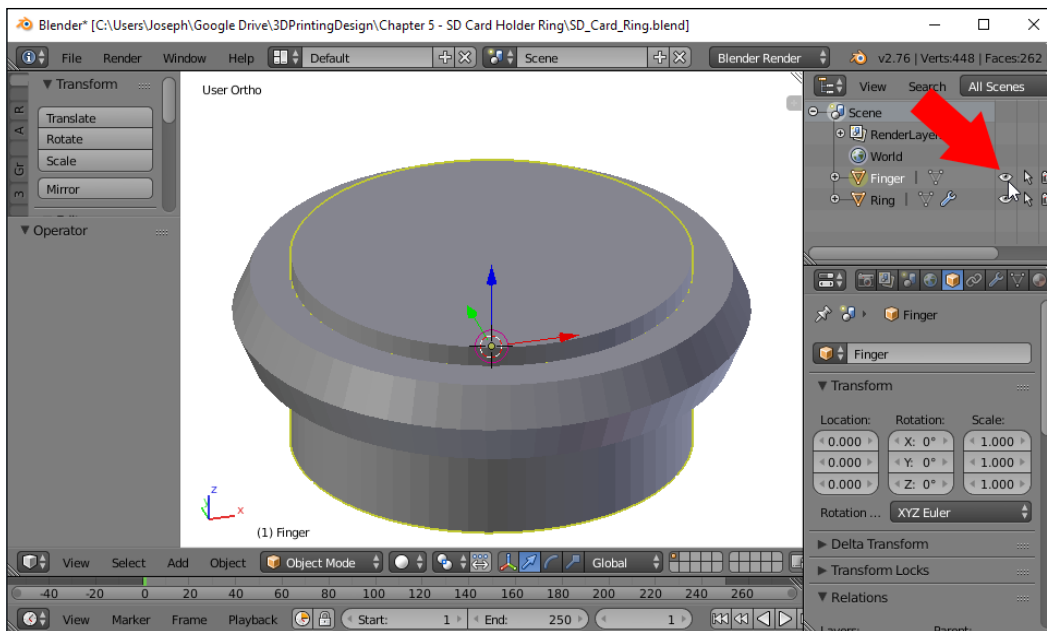 Blender* [C:\Users\Joseph\Google Drive\3DPrintingDesign\Chapter 5 - SD Card Holder Ring\SD_Card_Ring.blend]
File Render Window Help Default Scene Blender Render v2.76 | Verts:448 | Faces:262
Transform
Translate
Rotate
Scale
Mirror
Operator
A R
Gr
3
User Ortho
z
x
(1) Finger
View Search All Scenes
Scene
World
Finger
Ring
Finger
Finger
Transform
Location: Rotation: Scale:
0.000 X: 0° 1.000
0.000 Y: 0° 1.000
0.000 Z: 0° 1.000
Rotation ... XYZ Euler
Delta Transform
Transform Locks
Relations
View Select Add Object Object Mode Global
-40 -20 0 20 40 60 80 100 120 140 160 180 200 220 240 260
View Marker Frame Playback Start: 1 End: 250 1